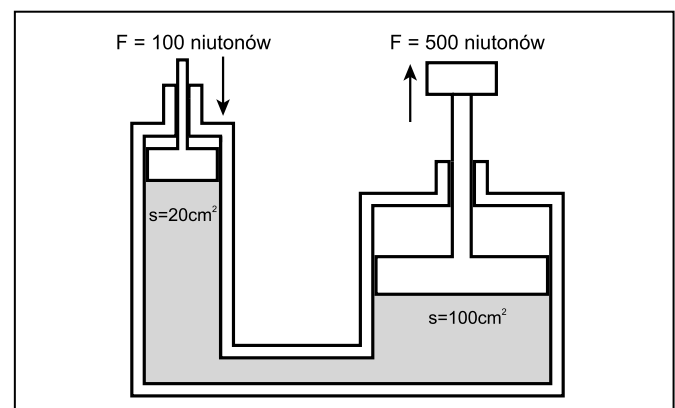 F = 100 niutonów
F = 500 niutonów
s=20cm²
s=100cm²